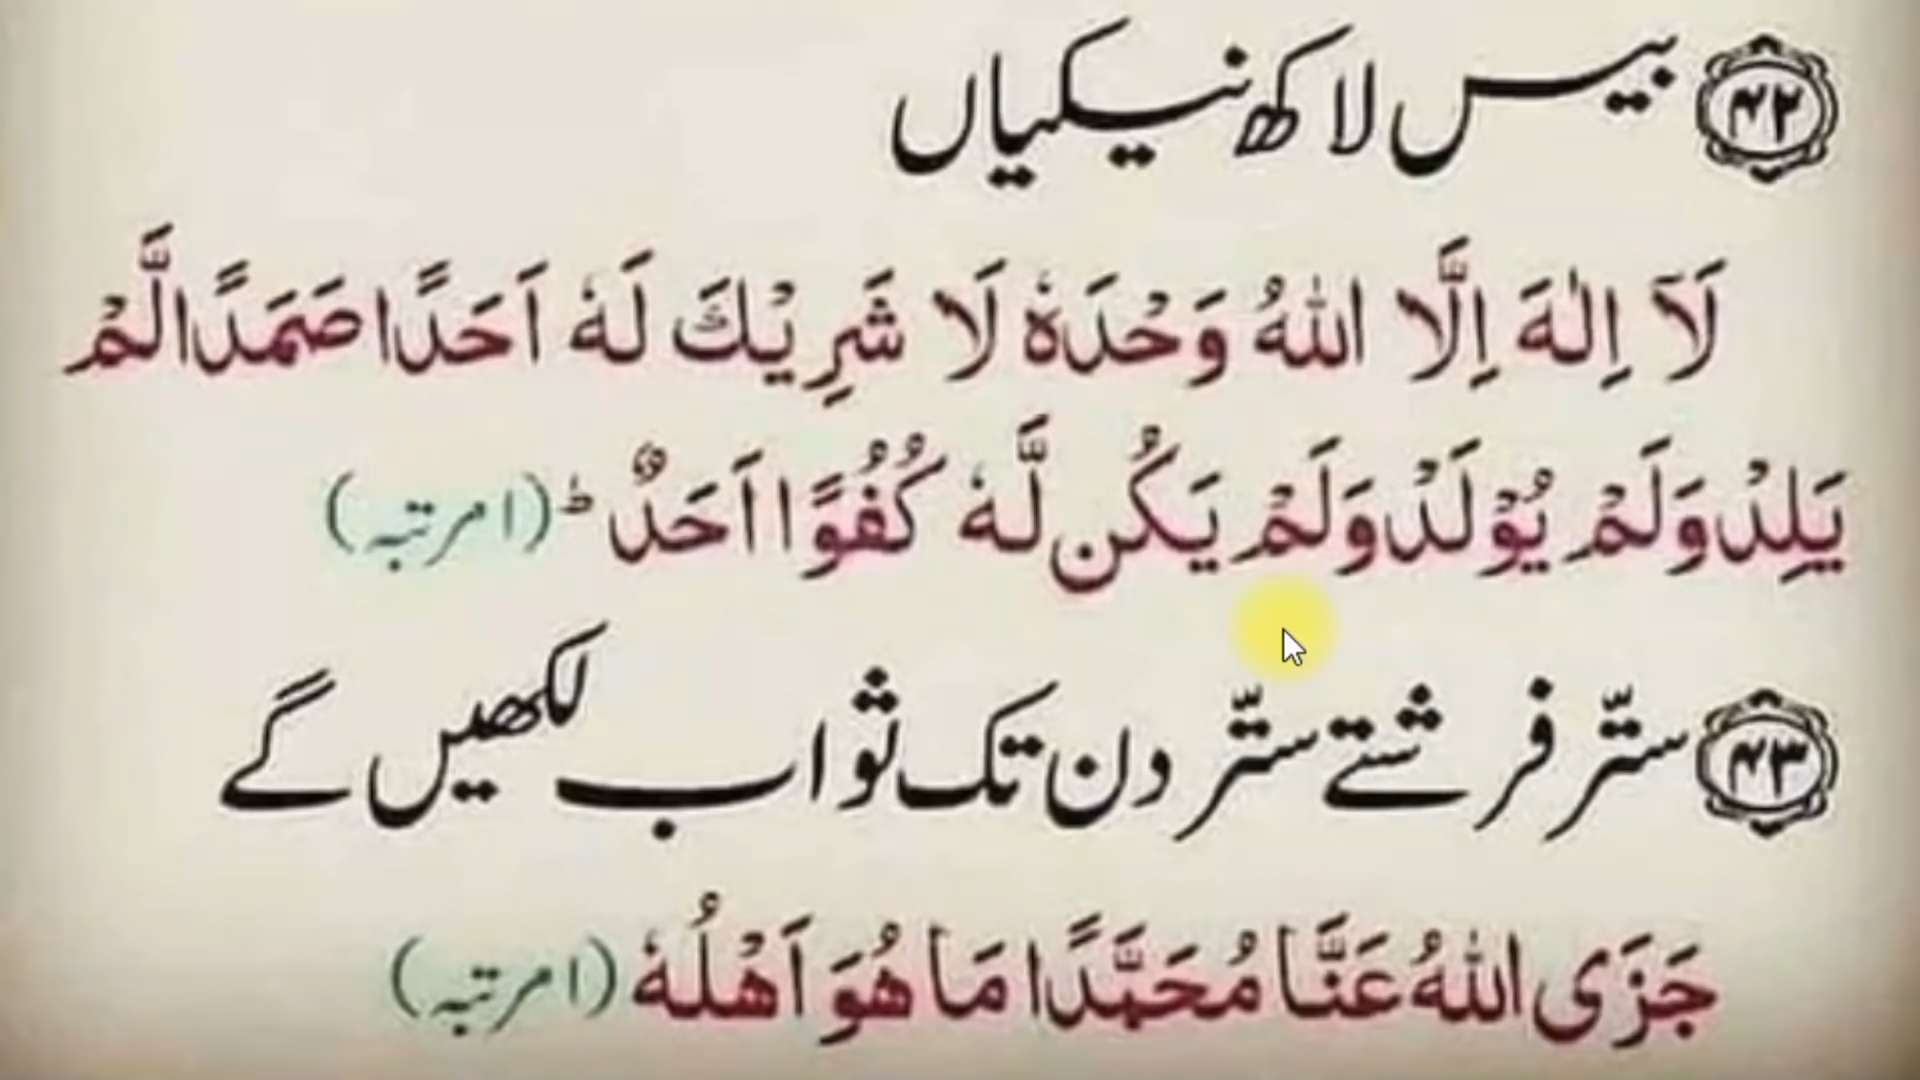 ۴۲ بیس لاکھ نیکیاں
لَآ اِلٰهَ اِلَّا اللّٰهُ وَحْدَهٗ لَا شَرِيْكَ لَهٗ اَحَدًا صَمَدًا لَّمْ
يَلِدْ وَلَمْ يُوْلَدْ وَلَمْ يَكُن لَّهٗ كُفُوًا اَحَدٌ ؕ (۱ مرتبہ)
۴۳ ستّر فرشتے ستّر دن تک ثواب لکھیں گے
جَزَى اللّٰهُ عَنَّا مُحَمَّدًا مَا هُوَ اَهْلُهٗ (۱ مرتبہ)